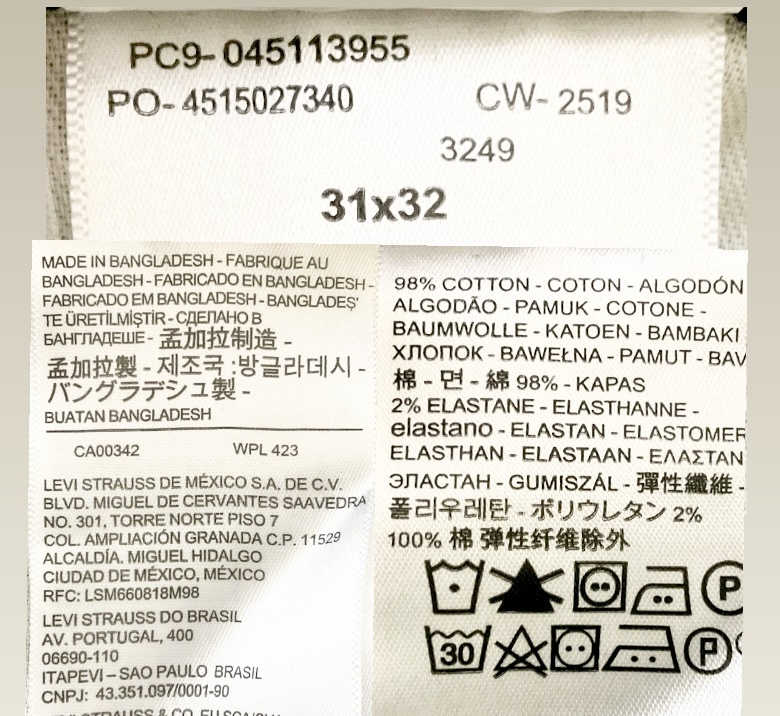 PC9-045113955
PO-4515027340 CW-2519
3249
31x32
MADE IN BANGLADESH - FABRIQUE AU
BANGLADESH - FABRICADO EN BANGLADESH -
FABRICADO EM BANGLADESH - BANGLADEŞ'
TE ÜRETİLMİŞTİR - СДЕЛАНО В
БАНГЛАДЕШЕ - 孟加拉制造 -
孟加拉製 - 제조국 :방글라데시 -
バングラデシュ製 -
BUATAN BANGLADESH
CA00342 WPL 423
LEVI STRAUSS DE MÉXICO S.A. DE C.V.
BLVD. MIGUEL DE CERVANTES SAAVEDRA
NO. 301, TORRE NORTE PISO 7
COL. AMPLIACIÓN GRANADA C.P. 11529
ALCALDÍA. MIGUEL HIDALGO
CIUDAD DE MÉXICO, MÉXICO
RFC: LSM660818M98
LEVI STRAUSS DO BRASIL
AV. PORTUGAL, 400
06690-110
ITAPEVI – SAO PAULO BRASIL
CNPJ: 43.351.097/0001-90
98% COTTON - COTON - ALGODÓN
ALGODÃO - PAMUK - COTONE -
BAUMWOLLE - KATOEN - BAMBAKI
ХЛОПОК - BAWEŁNA - PAMUT - BAV
棉 - 면 - 綿 98% - KAPAS
2% ELASTANE - ELASTHANNE -
elastano - ELASTAN - ELASTOMER
ELASTHAN - ELASTAAN - ΕΛΑΣΤΑΝ
ЭЛАСТАН - GUMISZÁL - 彈性纖維 -
폴리우레탄 - ポリウレタン 2%
100% 棉 弹性纤维除外
P
30 P